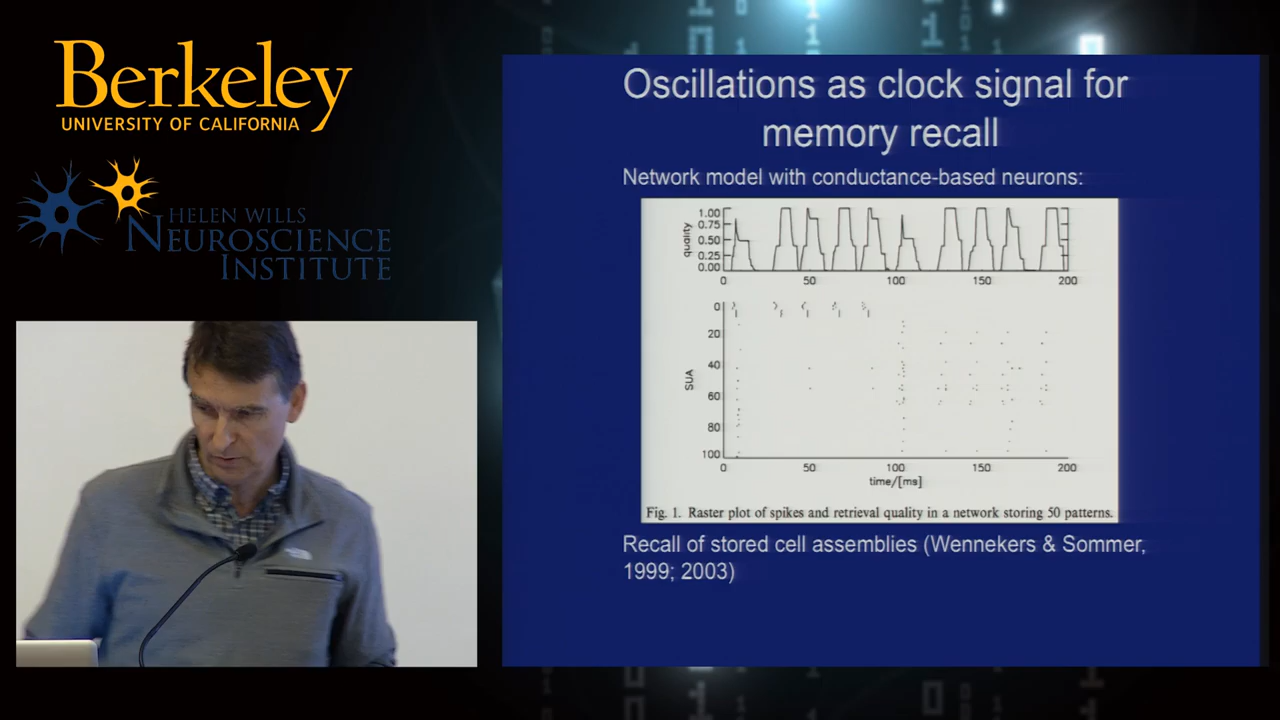 Berkeley
UNIVERSITY OF CALIFORNIA
HELEN WILLS
NEUROSCIENCE
INSTITUTE
Oscillations as clock signal for
memory recall
Network model with conductance-based neurons:
quality
1.00
0.75
0.50
0.25
0.00
0 50 100 150 200
SUA
0
20
40
60
80
100
0 50 100 150 200
time/[ms]
Fig. 1. Raster plot of spikes and retrieval quality in a network storing 50 patterns.
Recall of stored cell assemblies (Wennekers & Sommer,
1999; 2003)